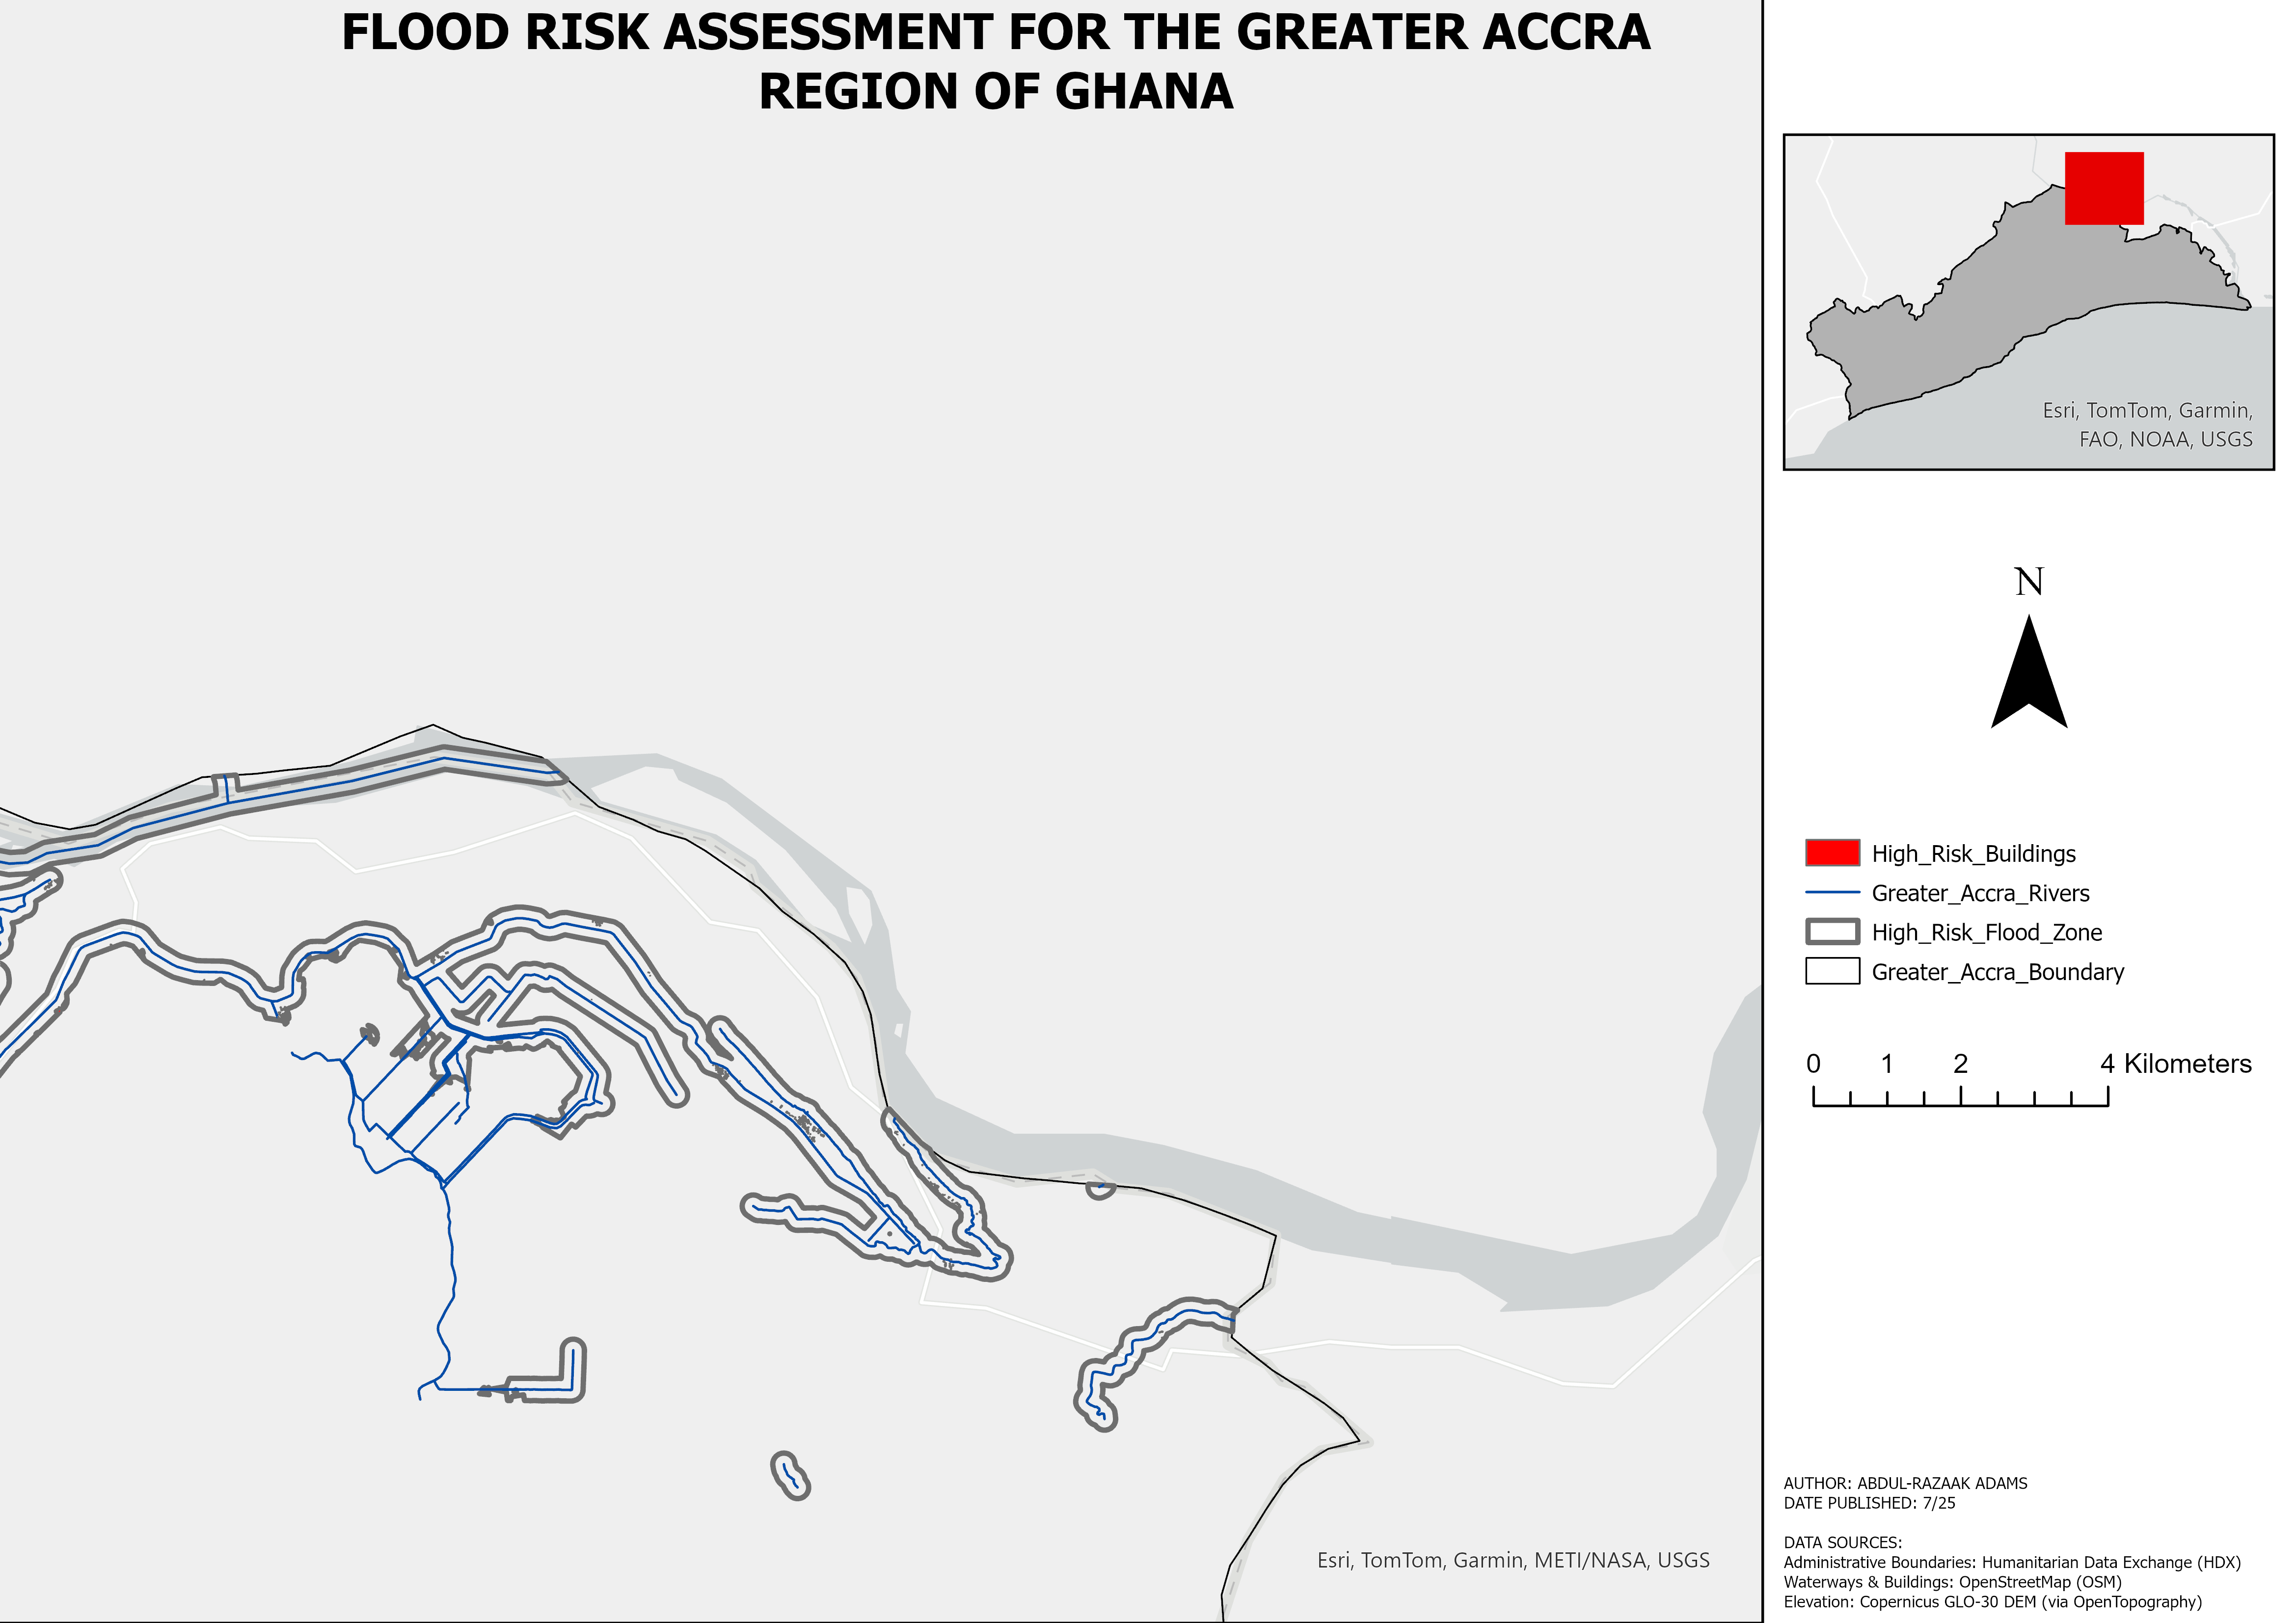 FLOOD RISK ASSESSMENT FOR THE GREATER ACCRA
REGION OF GHANA
Esri, TomTom, Garmin,
FAO, NOAA, USGS
N
High_Risk_Buildings
Greater_Accra_Rivers
High_Risk_Flood_Zone
Greater_Accra_Boundary
0 1 2 4 Kilometers
AUTHOR: ABDUL-RAZAAK ADAMS
DATE PUBLISHED: 7/25
DATA SOURCES:
Administrative Boundaries: Humanitarian Data Exchange (HDX)
Waterways & Buildings: OpenStreetMap (OSM)
Elevation: Copernicus GLO-30 DEM (via OpenTopography)
Esri, TomTom, Garmin, METI/NASA, USGS